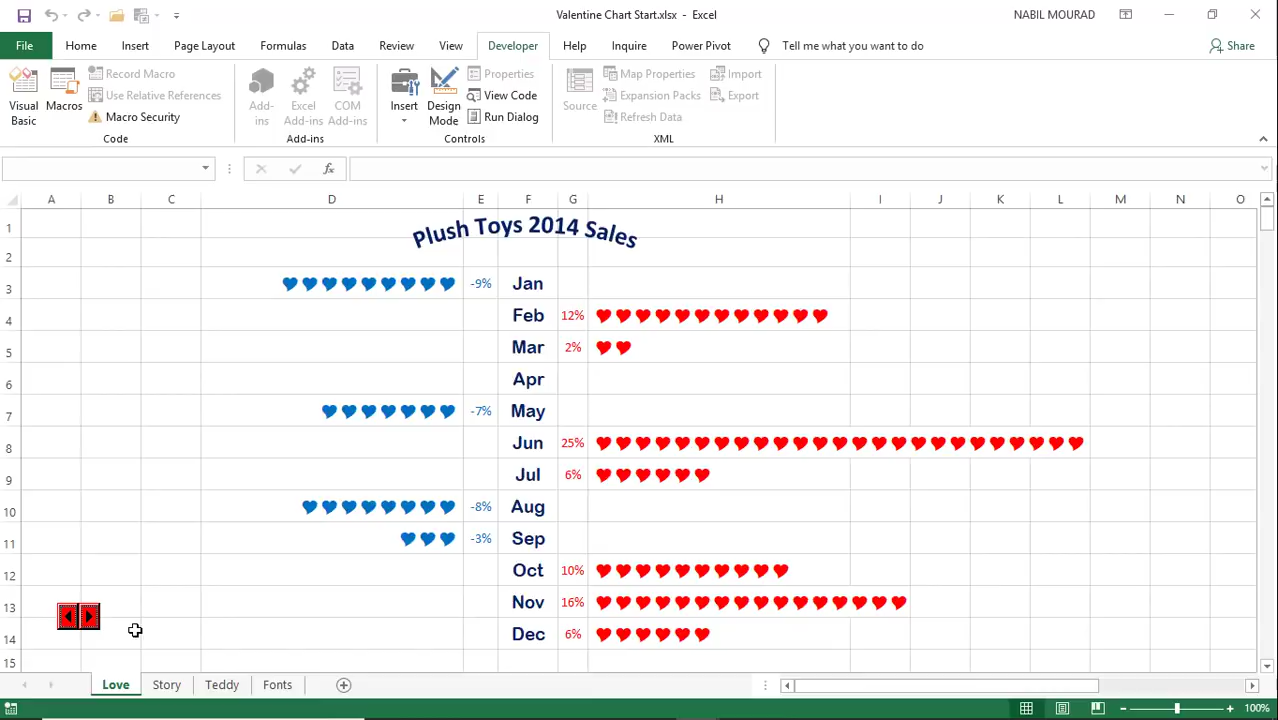 Valentine Chart Start.xlsx - Excel
NABIL MOURAD
File Home Insert Page Layout Formulas Data Review View Developer Help Inquire Power Pivot Tell me what you want to do Share
Visual Basic
Macros
Record Macro
Use Relative References
Macro Security
Code
Add-ins
Excel Add-ins
COM Add-ins
Add-ins
Insert
Design Mode
Properties
View Code
Run Dialog
Controls
Source
Map Properties
Expansion Packs
Refresh Data
Import
Export
XML
fx
A B C D E F G H I J K L M N O
1 Plush Toys 2014 Sales
2
3 -9% Jan
4 Feb 12%
5 Mar 2%
6 Apr
7 -7% May
8 Jun 25%
9 Jul 6%
10 -8% Aug
11 -3% Sep
12 Oct 10%
13 Nov 16%
14 Dec 6%
15
Love Story Teddy Fonts
100%